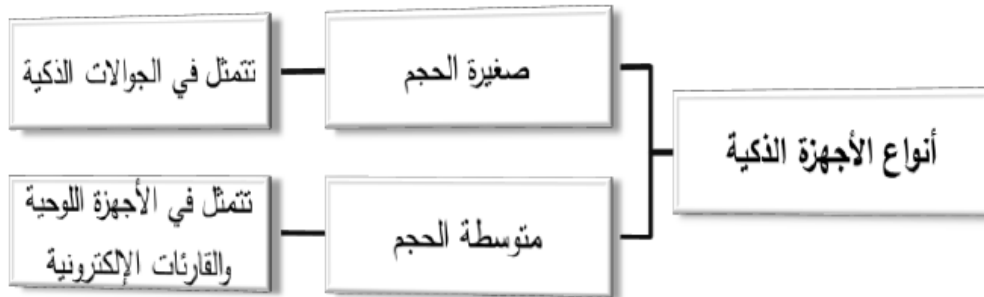 أنواع الأجهزة الذكية
صغيرة الحجم
تتمثل في الجوالات الذكية
متوسطة الحجم
تتمثل في الأجهزة اللوحية
والقارئات الإلكترونية